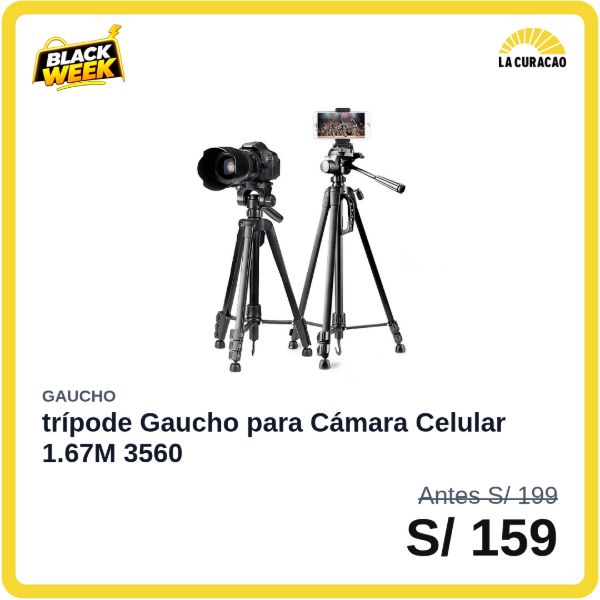 BLACK
WEEK
LA CURACAO
GAUCHO
trípode Gaucho para Cámara Celular
1.67M 3560
Antes S/ 199
S/ 159